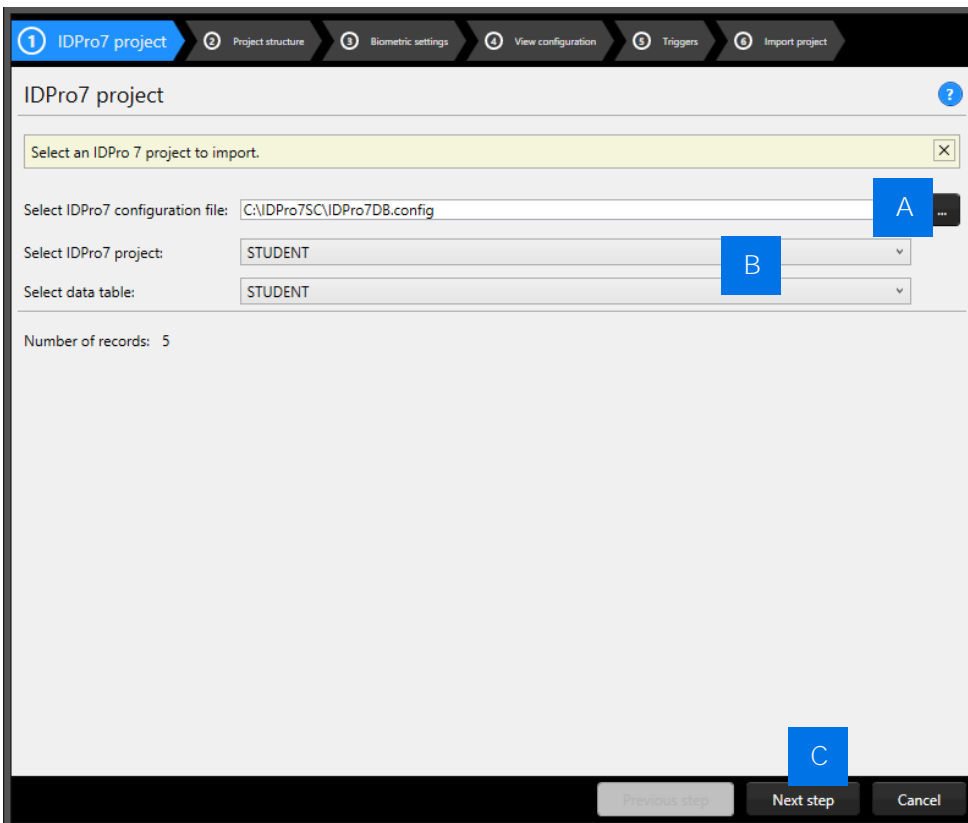 1 IDPro7 project 2 Project structure 3 Biometric settings 4 View configuration 5 Triggers 6 Import project
IDPro7 project ?
Select an IDPro 7 project to import.
Select IDPro7 configuration file: C:\IDPro7SC\IDPro7DB.config A ...
Select IDPro7 project: STUDENT B
Select data table: STUDENT
Number of records: 5
C
Previous step Next step Cancel